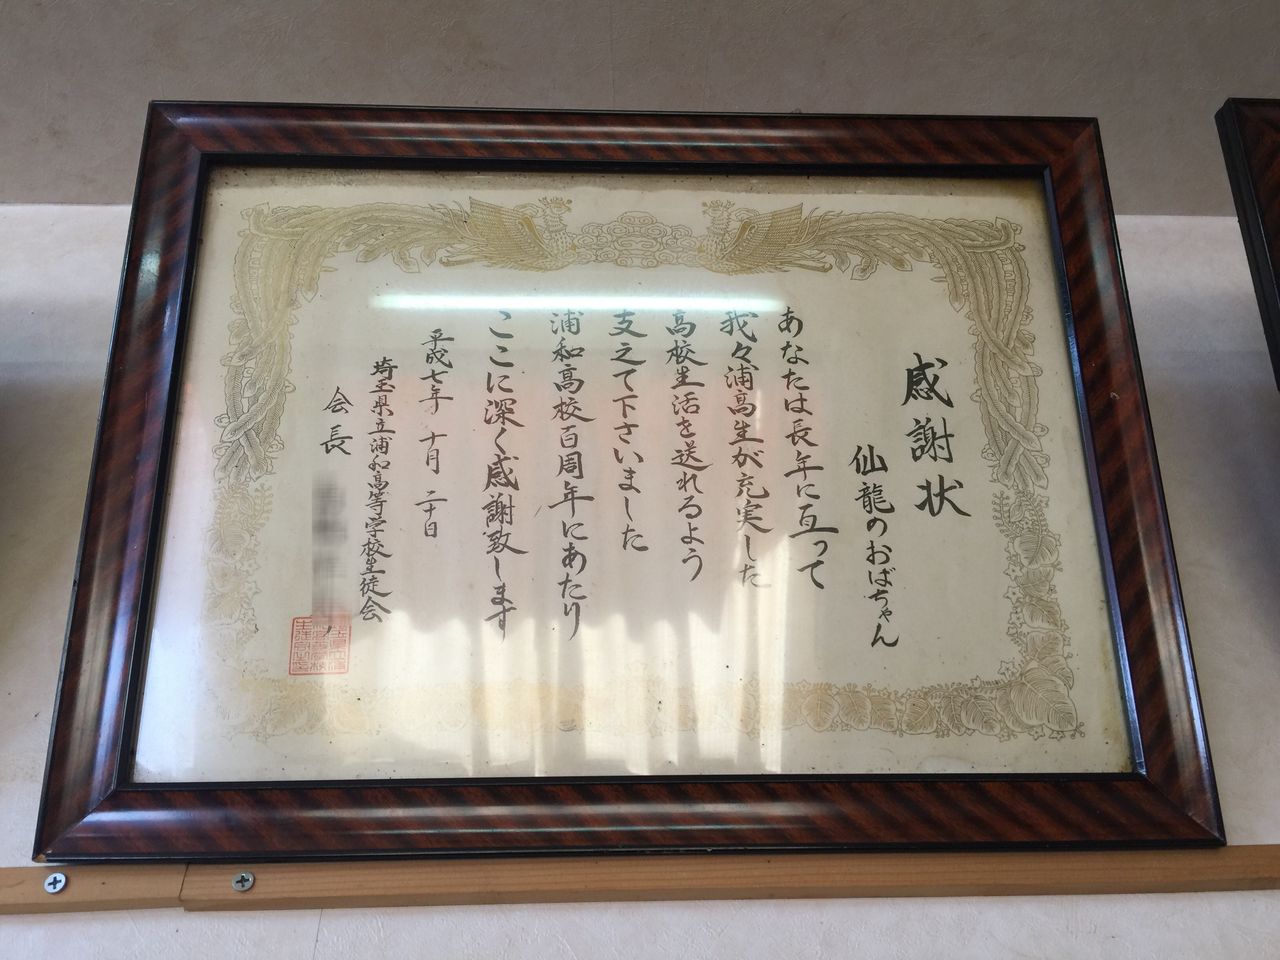 感謝状
仙龍のおばちゃん
あなたは長年に亘って
我々浦高生が充実した
高校生活を送れるよう
支えて下さいました
浦和高校百周年にあたり
ここに深く感謝致します
平成七年 十月 二十日
埼玉県立浦和高等学校生徒会
会長